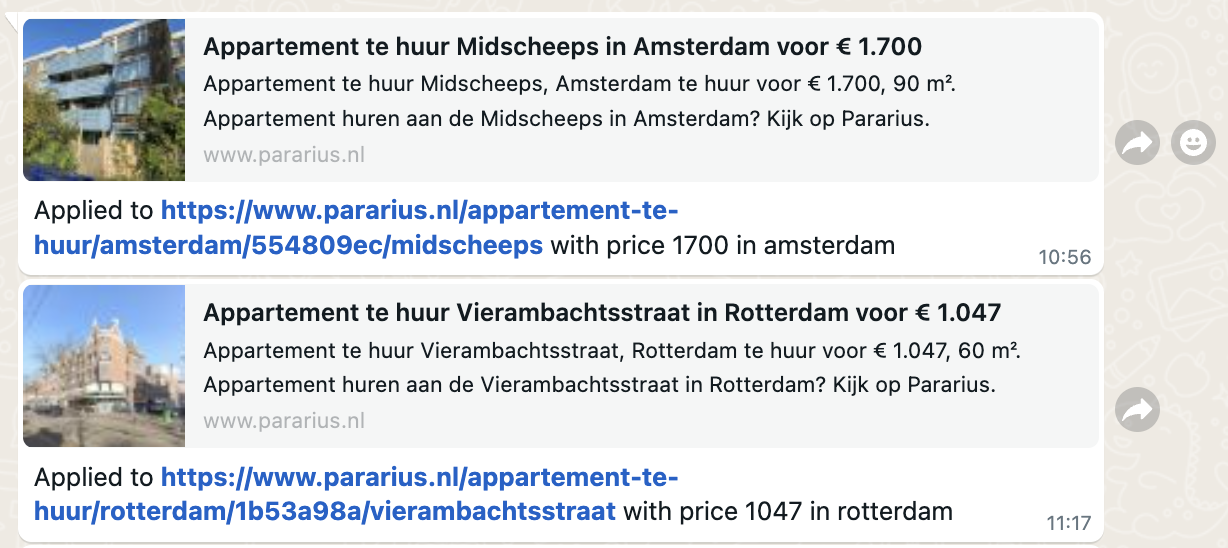 Appartement te huur Midscheeps in Amsterdam voor € 1.700
Appartement te huur Midscheeps, Amsterdam te huur voor € 1.700, 90 m².
Appartement huren aan de Midscheeps in Amsterdam? Kijk op Pararius.
www.pararius.nl
Applied to https://www.pararius.nl/appartement-te-
huur/amsterdam/554809ec/midscheeps with price 1700 in amsterdam
10:56
Appartement te huur Vierambachtsstraat in Rotterdam voor € 1.047
Appartement te huur Vierambachtsstraat, Rotterdam te huur voor € 1.047, 60 m².
Appartement huren aan de Vierambachtsstraat in Rotterdam? Kijk op Pararius.
www.pararius.nl
Applied to https://www.pararius.nl/appartement-te-
huur/rotterdam/1b53a98a/vierambachtsstraat with price 1047 in rotterdam
11:17